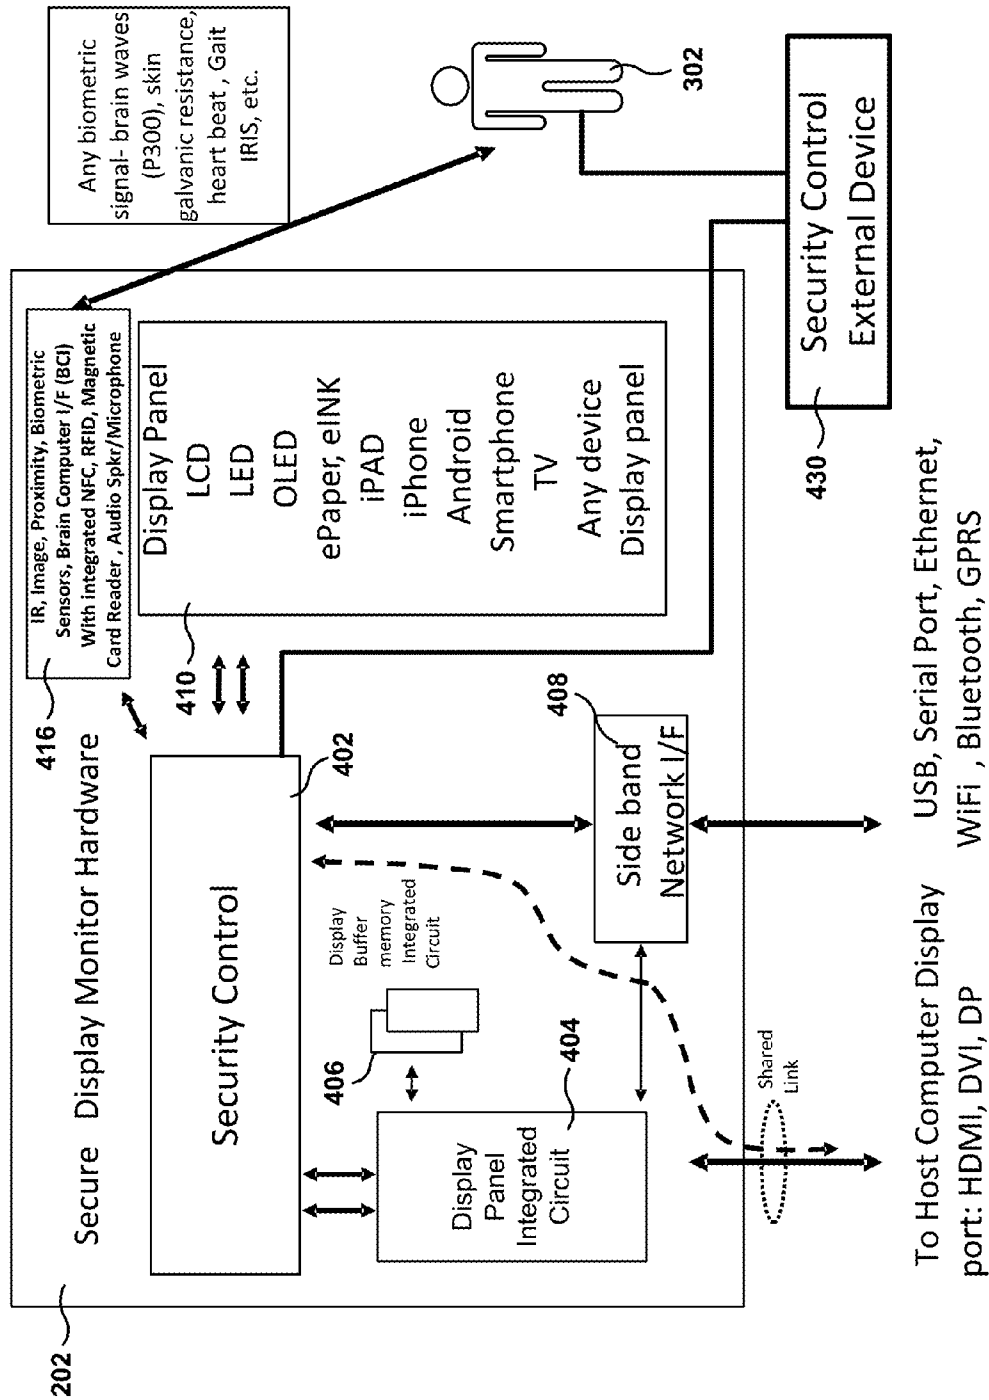 202
Secure Display Monitor Hardware
416
IR, Image, Proximity, Biometric
Sensors, Brain Computer I/F (BCI)
With integrated NFC, RFID, Magnetic
Card Reader , Audio Spkr/Microphone
Any biometric
signal- brain waves
(P300), skin
galvanic resistance,
heart beat , Gait
IRIS, etc.
Security Control
402
410
Display Panel
LCD
LED
OLED
ePaper, eINK
iPAD
iPhone
Android
Smartphone
TV
Any device
Display panel
302
406
Display
Buffer
memory
Integrated
Circuit
Display
Panel
Integrated
Circuit
404
Side band
Network I/F
408
Shared
Link
Security Control
External Device
430
To Host Computer Display
port: HDMI, DVI, DP
USB, Serial Port, Ethernet,
WiFi , Bluetooth, GPRS